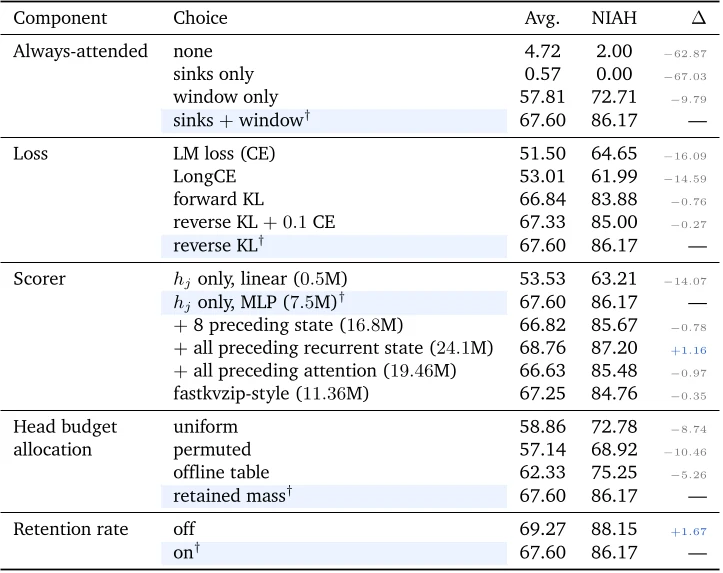 Component Choice Avg. NIAH Δ
Always-attended none 4.72 2.00 −62.87
sinks only 0.57 0.00 −67.03
window only 57.81 72.71 −9.79
sinks + window† 67.60 86.17 —
Loss LM loss (CE) 51.50 64.65 −16.09
LongCE 53.01 61.99 −14.59
forward KL 66.84 83.88 −0.76
reverse KL + 0.1 CE 67.33 85.00 −0.27
reverse KL† 67.60 86.17 —
Scorer hj only, linear (0.5M) 53.53 63.21 −14.07
hj only, MLP (7.5M)† 67.60 86.17 —
+ 8 preceding state (16.8M) 66.82 85.67 −0.78
+ all preceding recurrent state (24.1M) 68.76 87.20 +1.16
+ all preceding attention (19.46M) 66.63 85.48 −0.97
fastkvzip-style (11.36M) 67.25 84.76 −0.35
Head budget uniform 58.86 72.78 −8.74
allocation permuted 57.14 68.92 −10.46
offline table 62.33 75.25 −5.26
retained mass† 67.60 86.17 —
Retention rate off 69.27 88.15 +1.67
on† 67.60 86.17 —